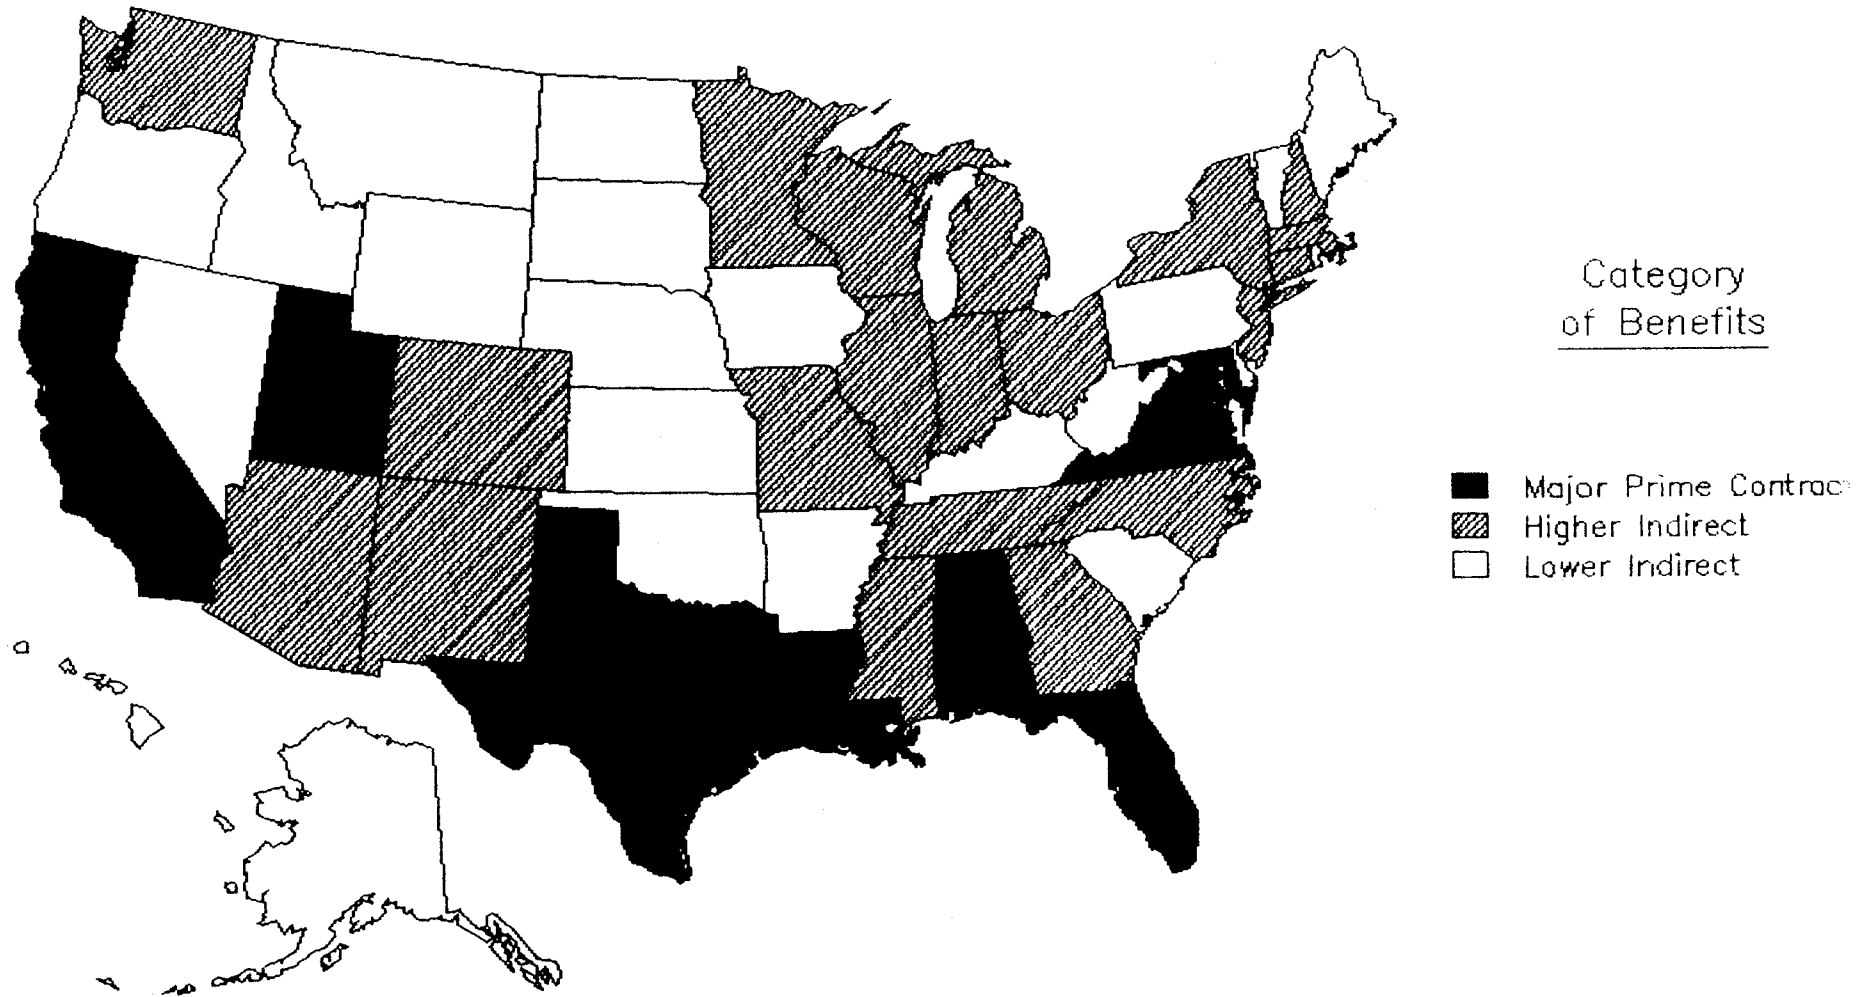 Category
of Benefits
Major Prime Contrac
Higher Indirect
Lower Indirect